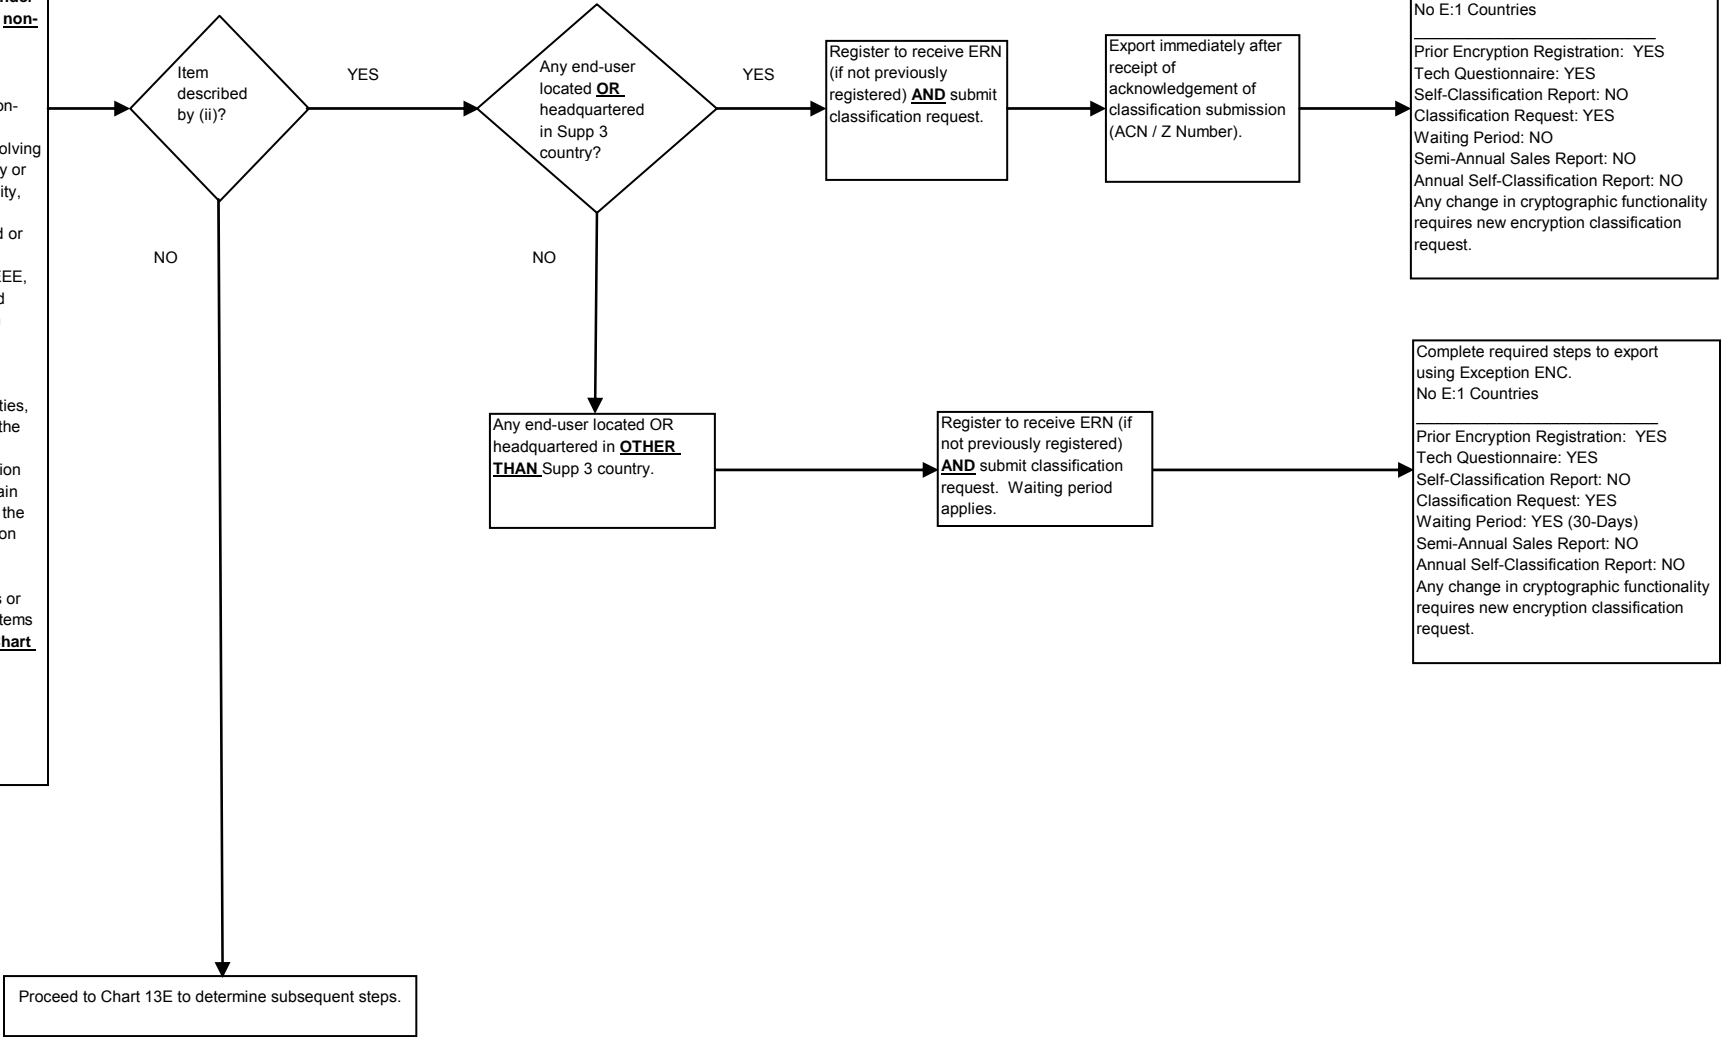 non-
on-
olving
y or
ity,
d or
EEE,
d
ties,
the
ion
ain
the
on
s or
tems
hart
Item
described
by (ii)?
YES
NO
Any end-user
located OR
headquartered
in Supp 3
country?
YES
NO
Register to receive ERN
(if not previously
registered) AND submit
classification request.
Export immediately after
receipt of
acknowledgement of
classification submission
(ACN / Z Number).
No E:1 Countries
Prior Encryption Registration: YES
Tech Questionnaire: YES
Self-Classification Report: NO
Classification Request: YES
Waiting Period: NO
Semi-Annual Sales Report: NO
Annual Self-Classification Report: NO
Any change in cryptographic functionality
requires new encryption classification
request.
Any end-user located OR
headquartered in OTHER
THAN Supp 3 country.
Register to receive ERN (if
not previously registered)
AND submit classification
request. Waiting period
applies.
Complete required steps to export
using Exception ENC.
No E:1 Countries
Prior Encryption Registration: YES
Tech Questionnaire: YES
Self-Classification Report: NO
Classification Request: YES
Waiting Period: YES (30-Days)
Semi-Annual Sales Report: NO
Annual Self-Classification Report: NO
Any change in cryptographic functionality
requires new encryption classification
request.
Proceed to Chart 13E to determine subsequent steps.